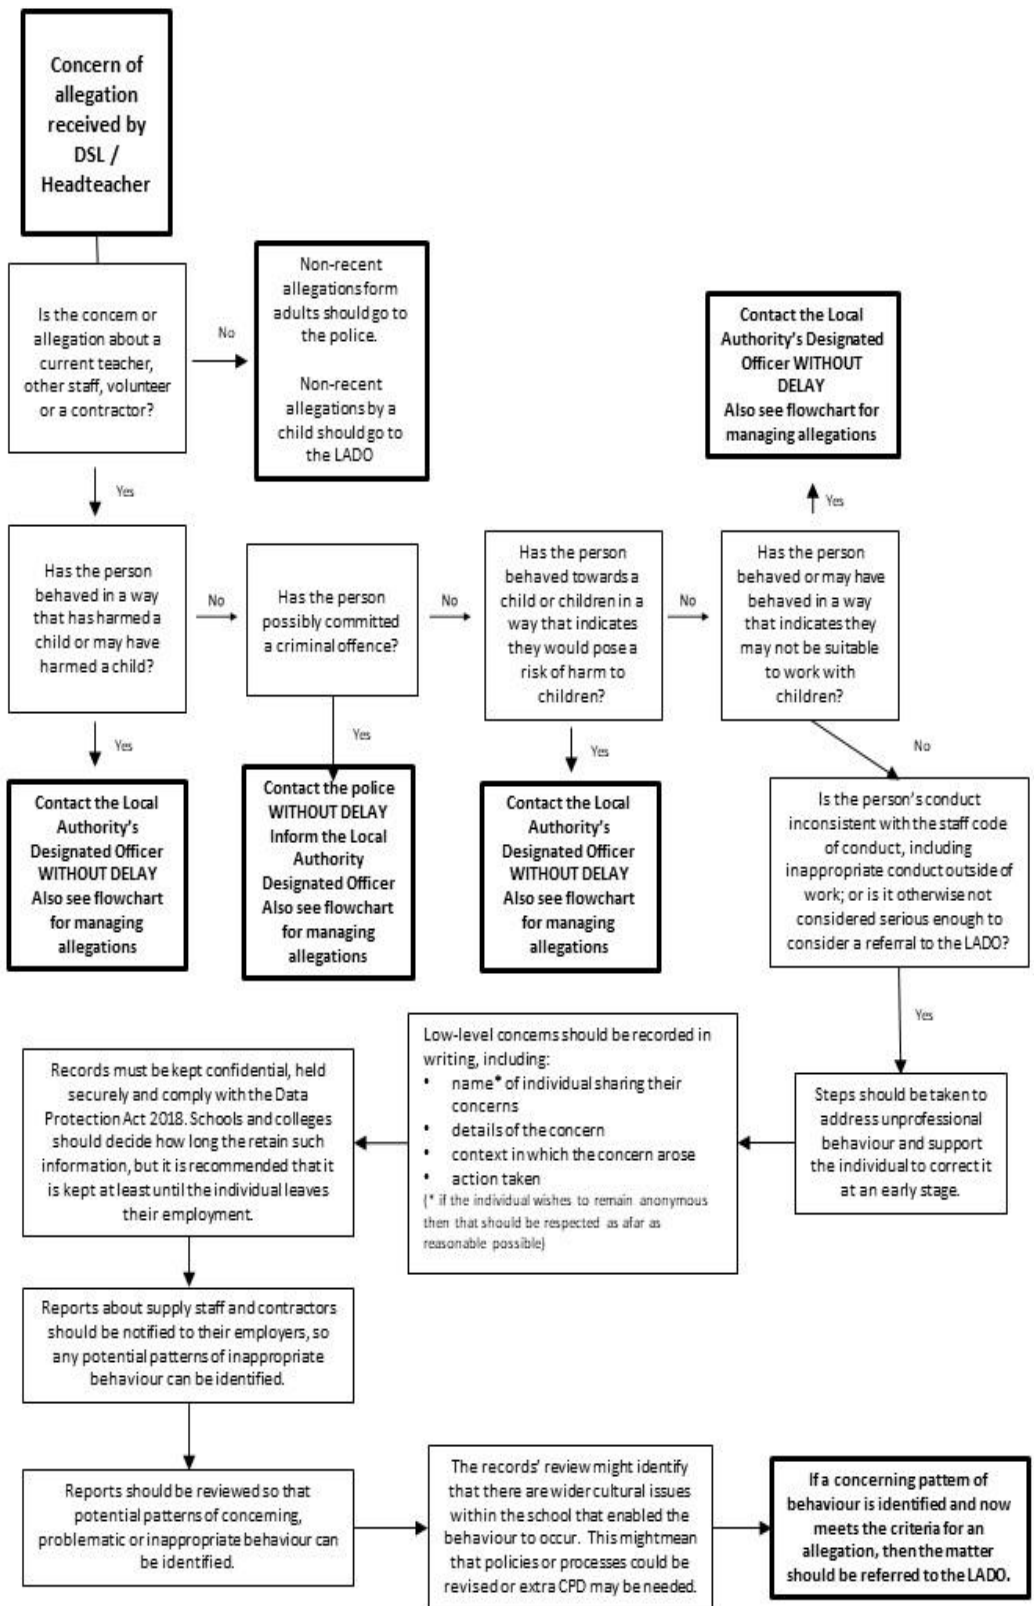 Concern of
allegation
received by
DSL /
Headteacher
Is the concern or
allegation about a
current teacher,
other staff, volunteer
or a contractor?
No
Non-recent
allegations form
adults should go to
the police.
Non-recent
allegations by a
child should go to
the LADO
Contact the Local
Authority's Designated
Officer WITHOUT
DELAY
Also see flowchart for
managing allegations
Yes
Yes
Has the person
behaved in a way
that has harmed a
child or may have
harmed a child?
No
Has the person
possibly committed
a criminal offence?
No
Has the person
behaved towards a
child or children in a
way that indicates
they would pose a
risk of harm to
children?
No
Has the person
behaved or may have
behaved in a way
that indicates they
may not be suitable
to work with
children?
Yes
Yes
Yes
No
Contact the Local
Authority's
Designated Officer
WITHOUT DELAY
Also see flowchart
for managing
allegations
Contact the police
WITHOUT DELAY
Inform the Local
Authority
Designated Officer
Also see flowchart
for managing
allegations
Contact the Local
Authority's
Designated Officer
WITHOUT DELAY
Also see flowchart
for managing
allegations
Is the person's conduct
inconsistent with the staff code
of conduct, including
inappropriate conduct outside of
work; or is it otherwise not
considered serious enough to
consider a referral to the LADO?
Yes
Steps should be taken to
address unprofessional
behaviour and support
the individual to correct it
at an early stage.
Low-level concerns should be recorded in
writing, including:
• name* of individual sharing their
concerns
• details of the concern
• context in which the concern arose
• action taken
(* if the individual wishes to remain anonymous
then that should be respected as afar as
reasonable possible)
Records must be kept confidential, held
securely and comply with the Data
Protection Act 2018. Schools and colleges
should decide how long the retain such
information, but it is recommended that it
is kept at least until the individual leaves
their employment.
Reports about supply staff and contractors
should be notified to their employers, so
any potential patterns of inappropriate
behaviour can be identified.
Reports should be reviewed so that
potential patterns of concerning,
problematic or inappropriate behaviour can
be identified.
The records' review might identify
that there are wider cultural issues
within the school that enabled the
behaviour to occur. This might mean
that policies or processes could be
revised or extra CPD may be needed.
If a concerning pattern of
behaviour is identified and now
meets the criteria for an
allegation, then the matter
should be referred to the LADO.